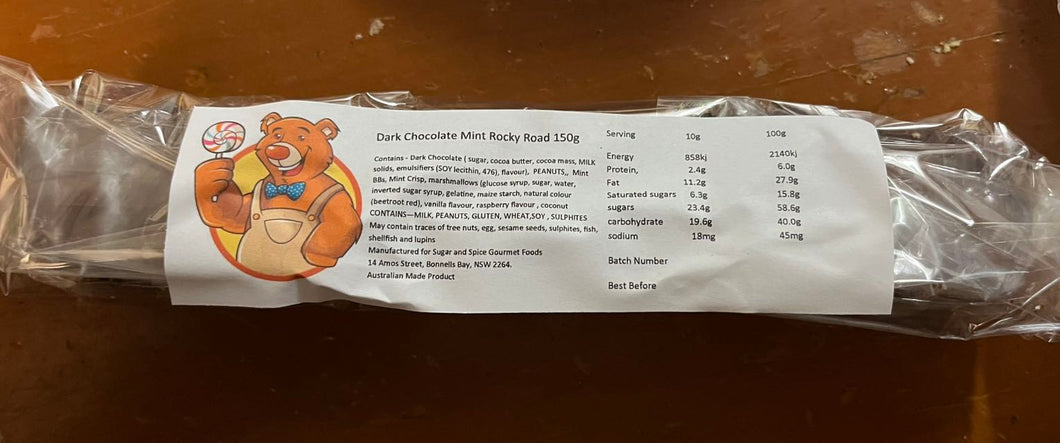 Dark Chocolate Mint Rocky Road 150g
Contains - Dark Chocolate ( sugar, cocoa butter, cocoa mass, MILK
solids, emulsifiers (SOY lecithin, 476), flavour), PEANUTS,, Mint
BBs, Mint Crisp, marshmallows (glucose syrup, sugar, water,
inverted sugar syrup, gelatine, maize starch, natural colour
(beetroot red), vanilla flavour, raspberry flavour , coconut
CONTAINS—MILK, PEANUTS, GLUTEN, WHEAT,SOY , SULPHITES
May contain traces of tree nuts, egg, sesame seeds, sulphites, fish,
shellfish and lupins
Manufactured for Sugar and Spice Gourmet Foods
14 Amos Street, Bonnells Bay, NSW 2264.
Australian Made Product
Serving 10g 100g
Energy 858kj 2140kj
Protein, 2.4g 6.0g
Fat 11.2g 27.9g
Saturated sugars 6.3g 15.8g
sugars 23.4g 58.6g
carbohydrate 19.6g 40.0g
sodium 18mg 45mg
Batch Number
Best Before